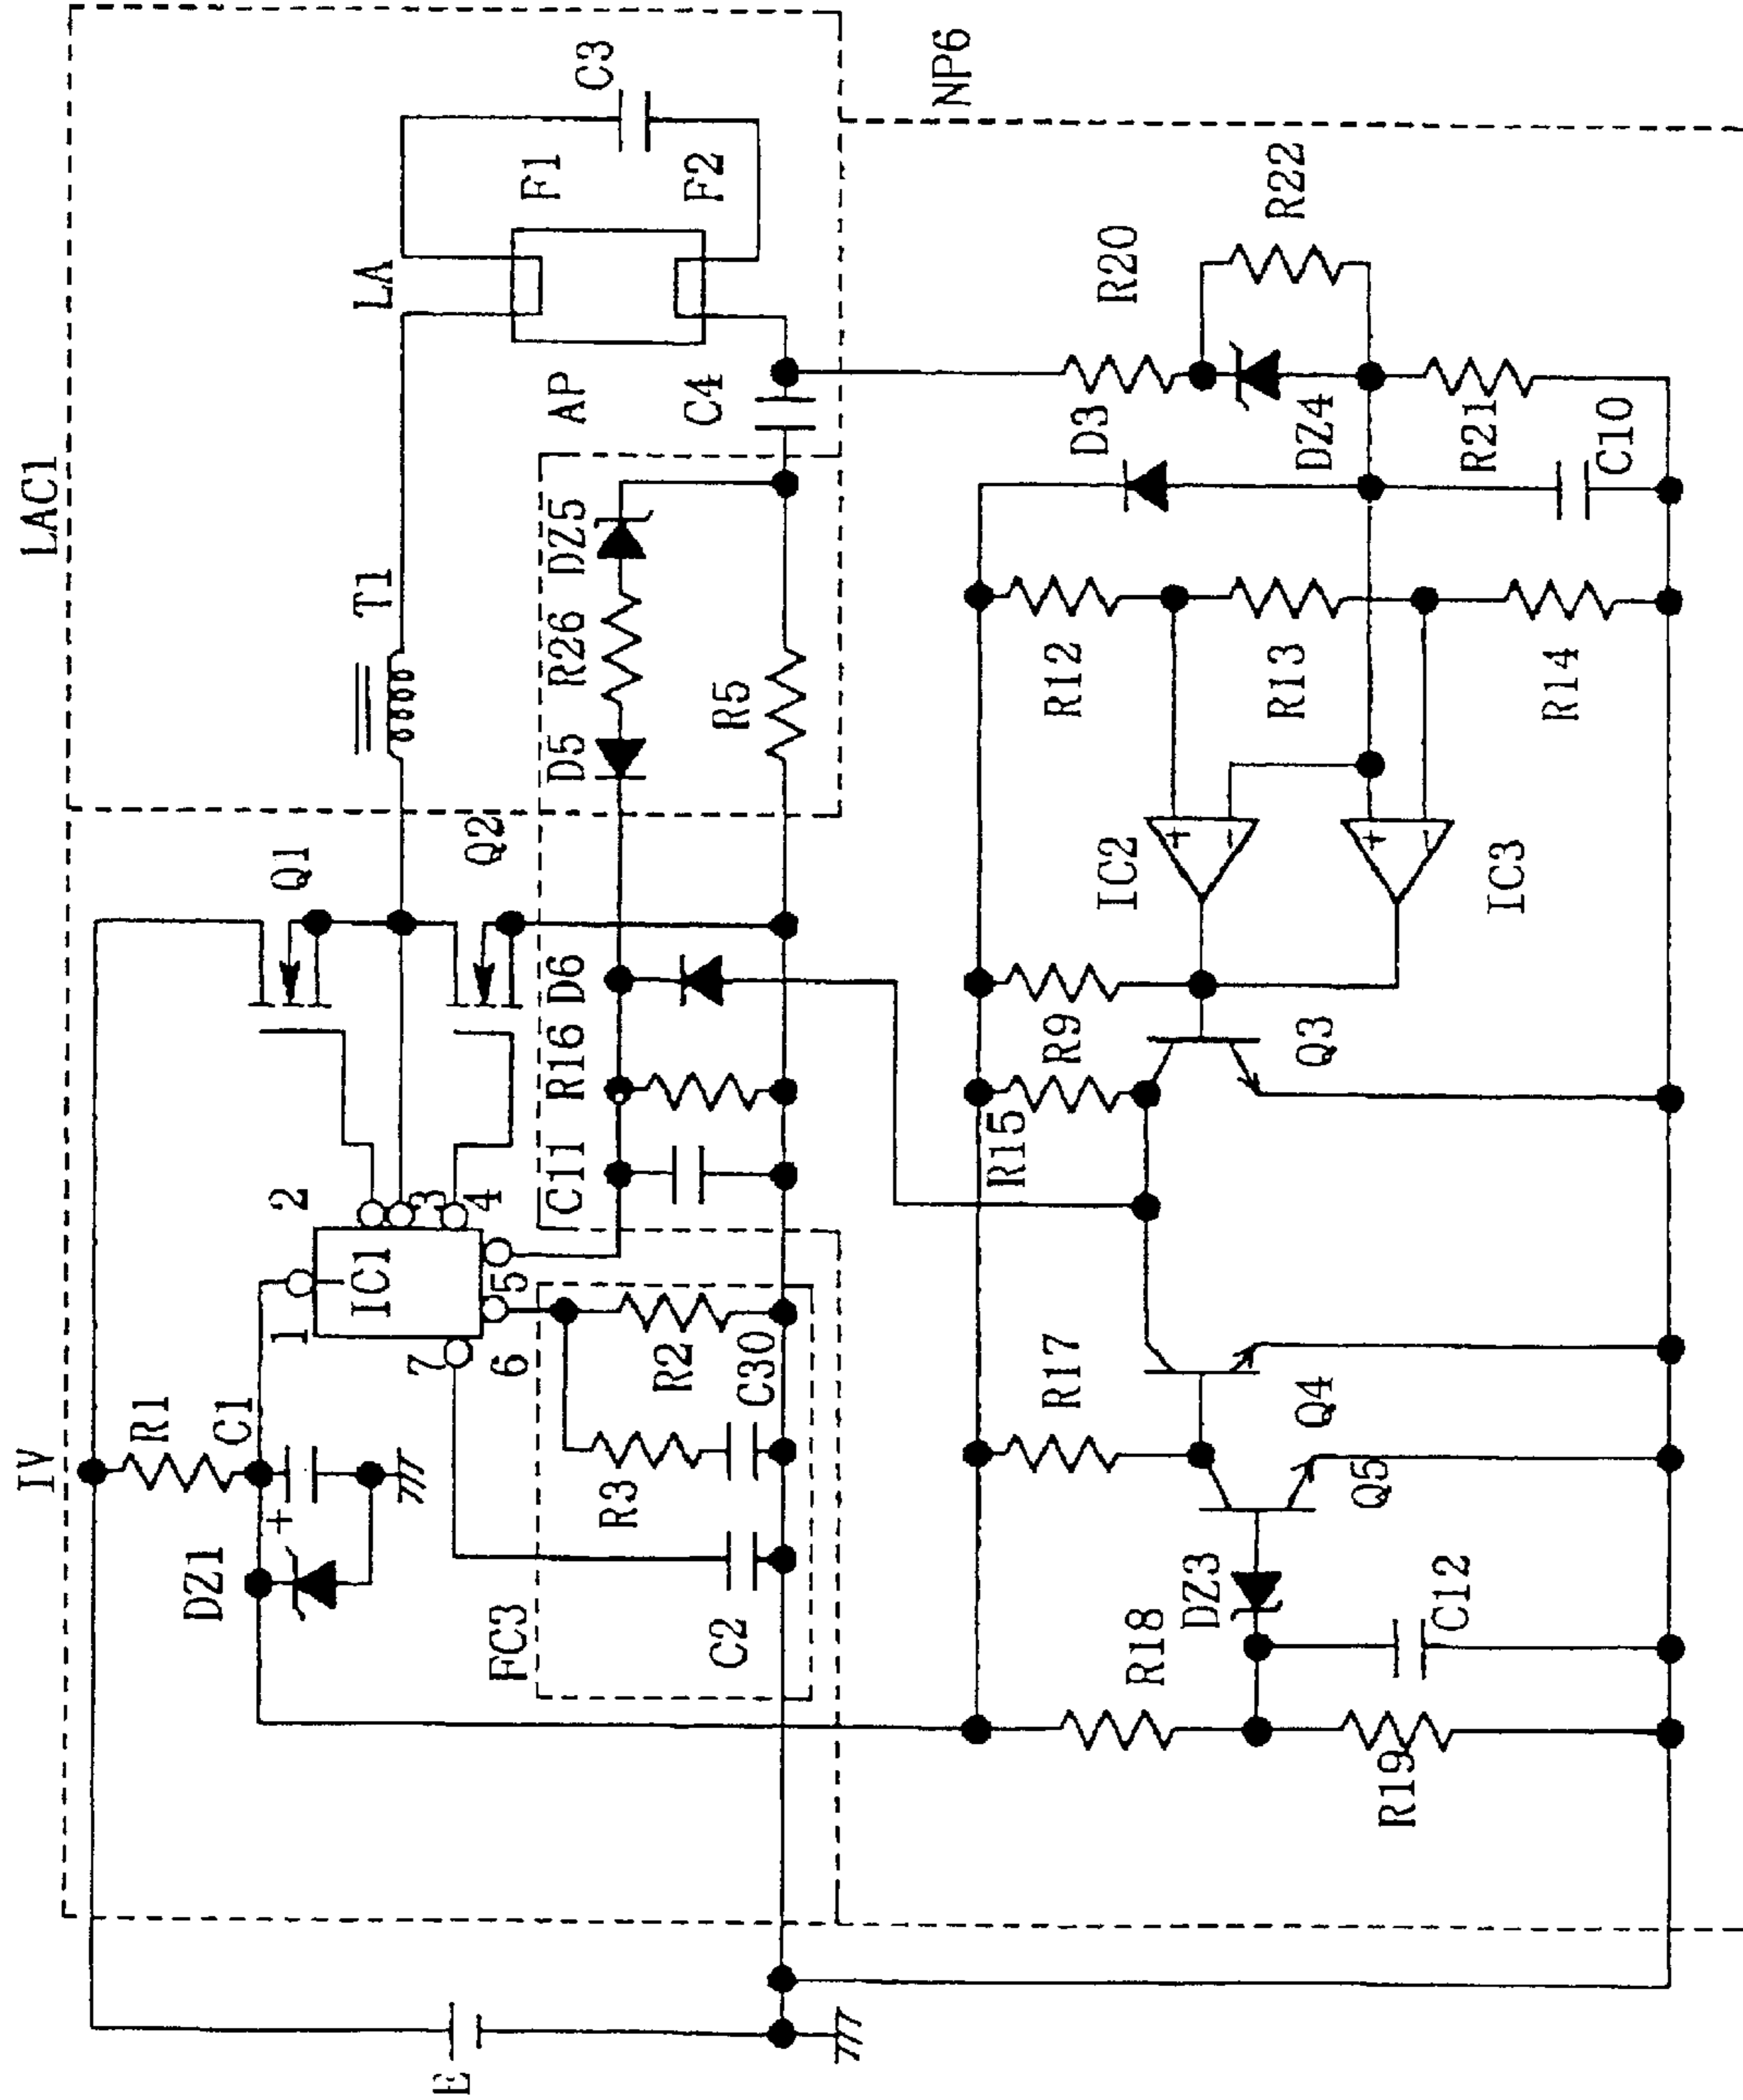 LAC1
IV
E
R1
C1
+
DZ1
1
2
3
4
5
6
7
IC1
Q1
Q2
T1
LA
F1
F2
C3
C4
AP
DZ5
R26
D5
R5
D6
R16
C11
FC3
R2
C30
R3
C2
NP6
R20
R22
DZ4
D3
R21
C10
R12
R13
R14
IC2
+
-
IC3
+
-
R9
R15
Q3
R17
Q4
Q5
DZ3
R18
C12
R19